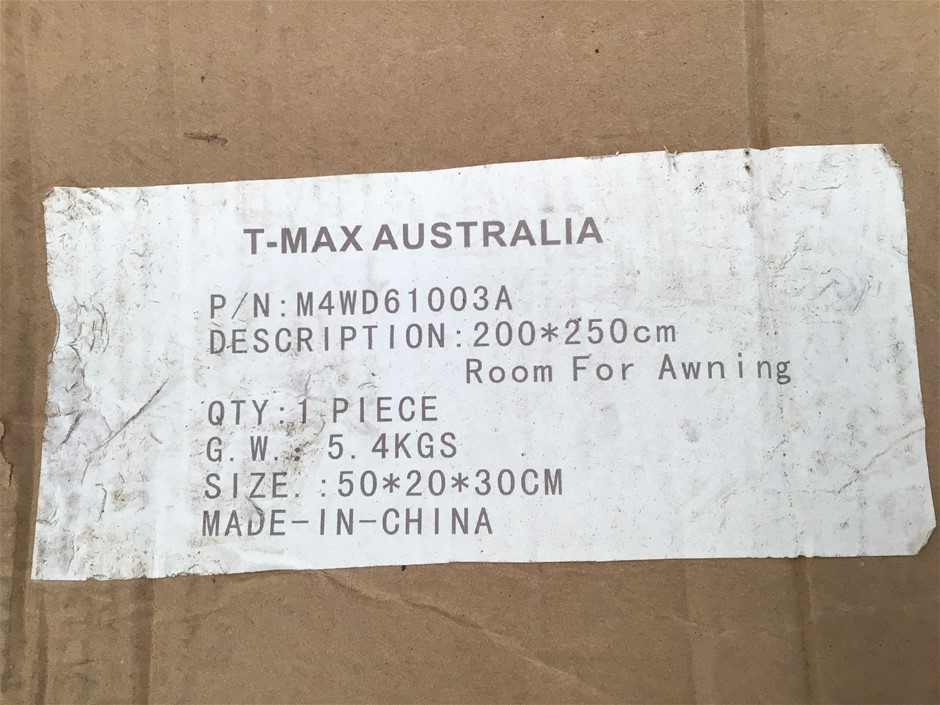 T-MAX AUSTRALIA
P/N:M4WD61003A
DESCRIPTION:200*250cm
Room For Awning
QTY:1 PIECE
G.W.: 5.4KGS
SIZE.:50*20*30CM
MADE-IN-CHINA